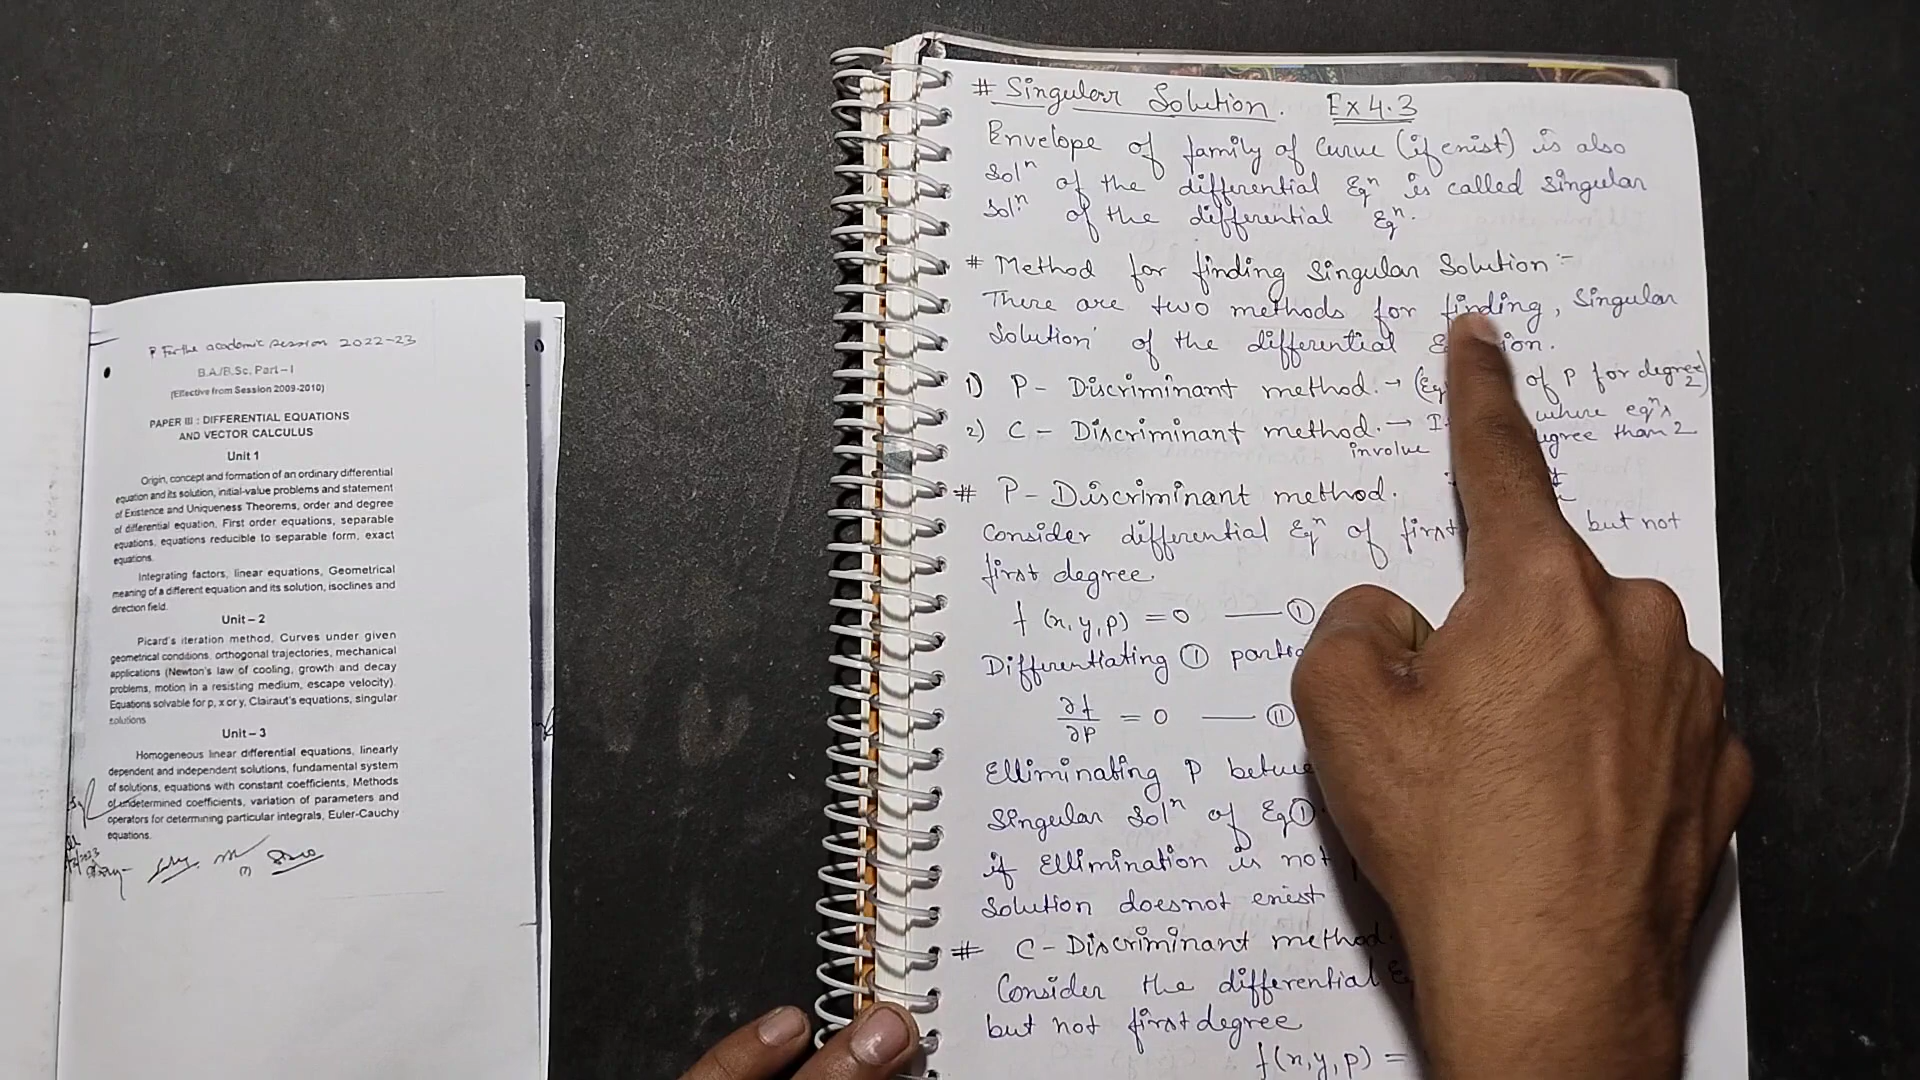 P For the academic session 2022-23
B.A./B.Sc. Part-I
(Effective from Session 2009-2010)
PAPER III : DIFFERENTIAL EQUATIONS
AND VECTOR CALCULUS
Unit 1
Origin, concept and formation of an ordinary differential
equation and its solution, initial-value problems and statement
of Existence and Uniqueness Theorems, order and degree
of differential equation, First order equations, separable
equations, equations reducible to separable form, exact
equations.
Integrating factors, linear equations, Geometrical
meaning of a different equation and its solution, isoclines and
direction field.
Unit-2
Picard's iteration method, Curves under given
geometrical conditions, orthogonal trajectories, mechanical
applications (Newton's law of cooling, growth and decay
problems, motion in a resisting medium, escape velocity).
Equations solvable for p, x or y, Clairaut's equations, singular
solutions
Unit-3
Homogeneous linear differential equations, linearly
dependent and independent solutions, fundamental system
of solutions, equations with constant coefficients, Methods
of undetermined coefficients, variation of parameters and
operators for determining particular integrals, Euler-Cauchy
equations.
# Singular Solution. Ex 4.3
Envelope of family of Curve (if enist) is also
Solⁿ of the differential Eqⁿ is called Singular
Solⁿ of the differential Eqⁿ.
# Method for finding Singular Solution :-
There are two methods for finding, Singular
Solution of the differential
1) P - Discriminant method. → of P for degree 2)
2) C - Discriminant method. → where eqⁿs
involve degree than 2
# P - Discriminant method.
Consider differential Eqⁿ of first but not
first degree.
f (x, y, p) = 0 —— ①
Differentiating ①
∂f/∂p = 0 —— ⑪
Elliminating P
Singular Solⁿ of Eq ①.
if Ellimination is not
Solution doesnot enist
# C - Discriminant method.
Consider the differential
but not first degree
f(x, y, p) =